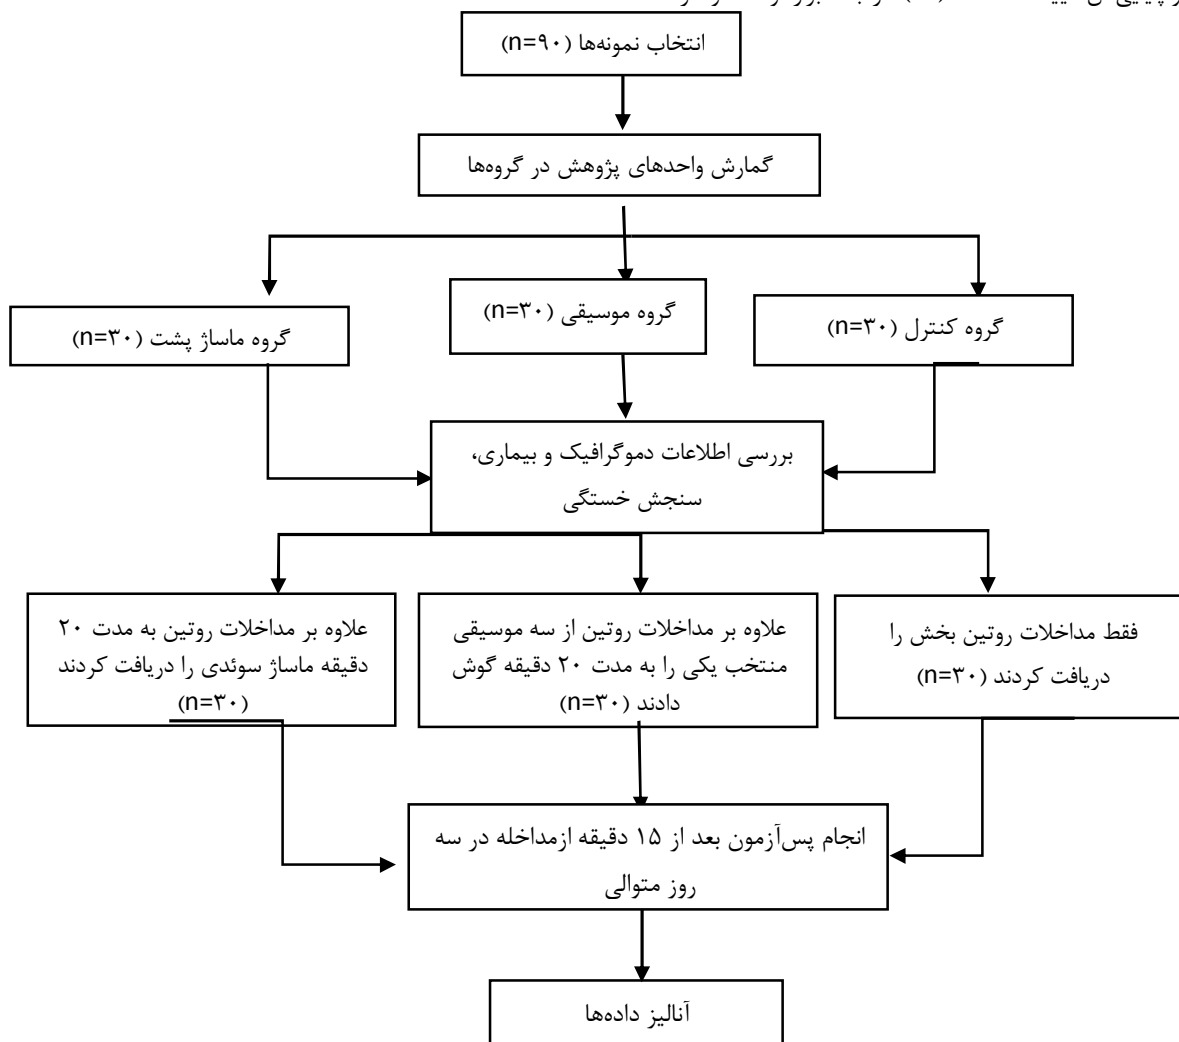 انتخاب نمونه‌ها (n=۹۰)
گمارش واحدهای پژوهش در گروه‌ها
گروه کنترل (n=۳۰)
گروه موسیقی (n=۳۰)
گروه ماساژ پشت (n=۳۰)
بررسی اطلاعات دموگرافیک و بیماری،
سنجش خستگی
فقط مداخلات روتین بخش را
دریافت کردند (n=۳۰)
علاوه بر مداخلات روتین از سه موسیقی
منتخب یکی را به مدت ۲۰ دقیقه گوش
دادند (n=۳۰)
علاوه بر مداخلات روتین به مدت ۲۰
دقیقه ماساژ سوئدی را دریافت کردند
(n=۳۰)
انجام پس‌آزمون بعد از ۱۵ دقیقه ازمداخله در سه
روز متوالی
آنالیز داده‌ها